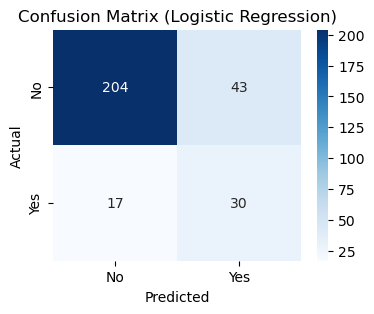 Confusion Matrix (Logistic Regression)
No
204
43
Yes
17
30
Actual
No
Yes
Predicted
200
175
150
125
100
75
50
25